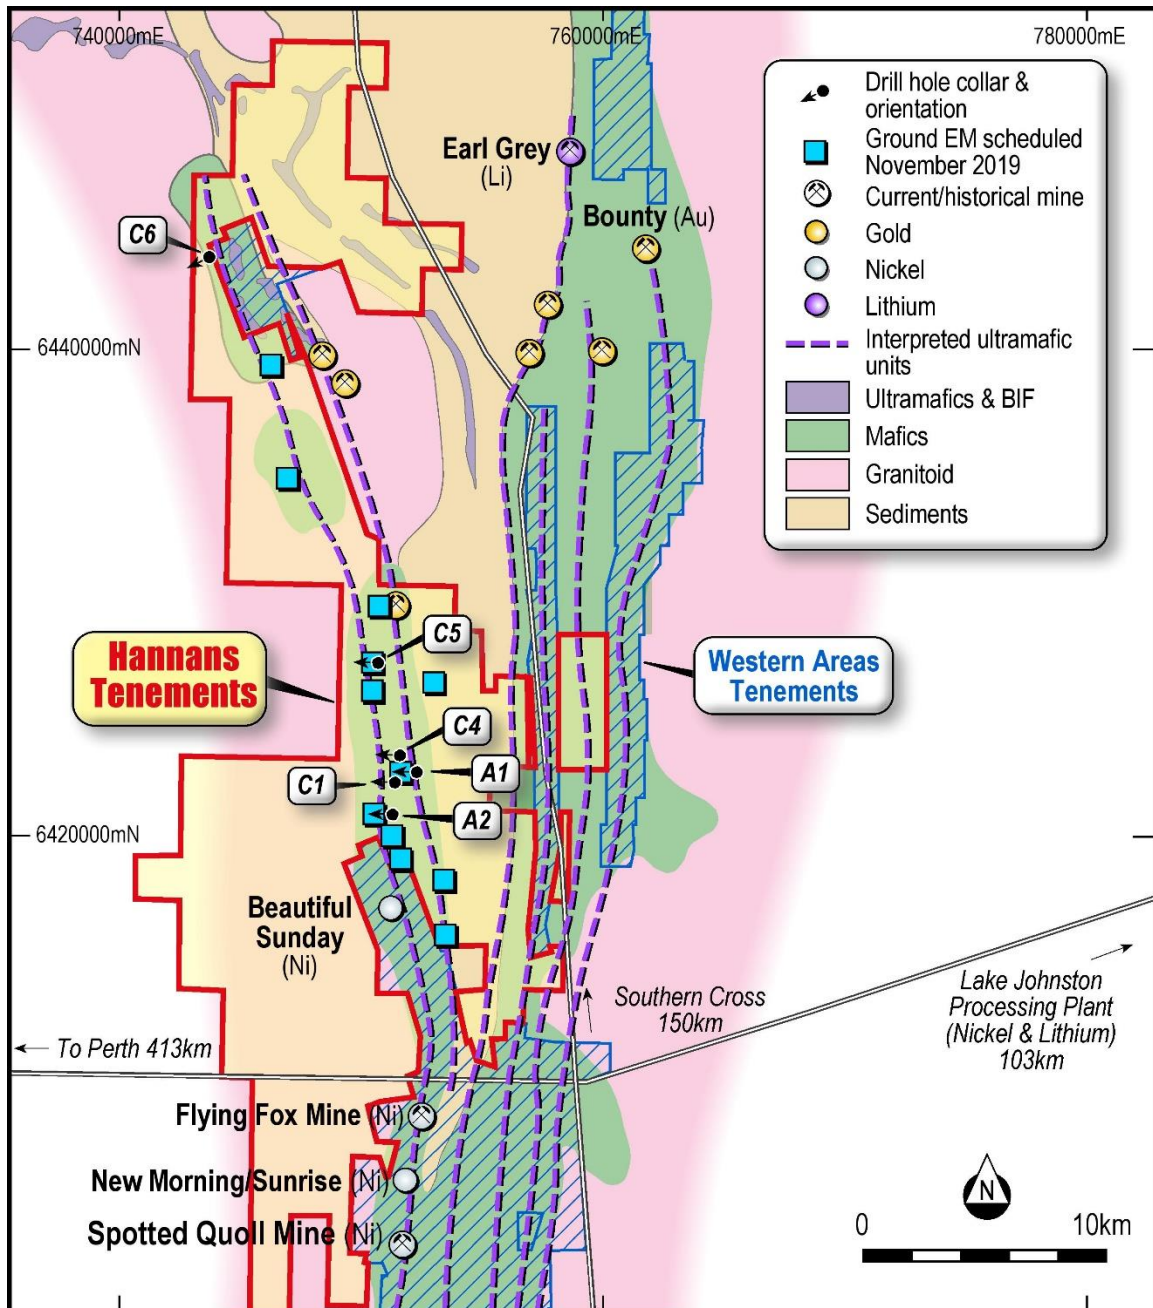 740000mE
760000mE
780000mE
Drill hole collar &
orientation
Ground EM scheduled
November 2019
Current/historical mine
Gold
Nickel
Lithium
Interpreted ultramafic
units
Ultramafics & BIF
Mafics
Granitoid
Sediments
Earl Grey
(Li)
Bounty (Au)
C6
6440000mN
Hannans
Tenements
C5
Western Areas
Tenements
C4
C1
A1
A2
6420000mN
Beautiful
Sunday
(Ni)
Southern Cross
150km
Lake Johnston
Processing Plant
(Nickel & Lithium)
103km
To Perth 413km
Flying Fox Mine (Ni)
New Morning/Sunrise (Ni)
Spotted Quoll Mine (Ni)
N
0 10km